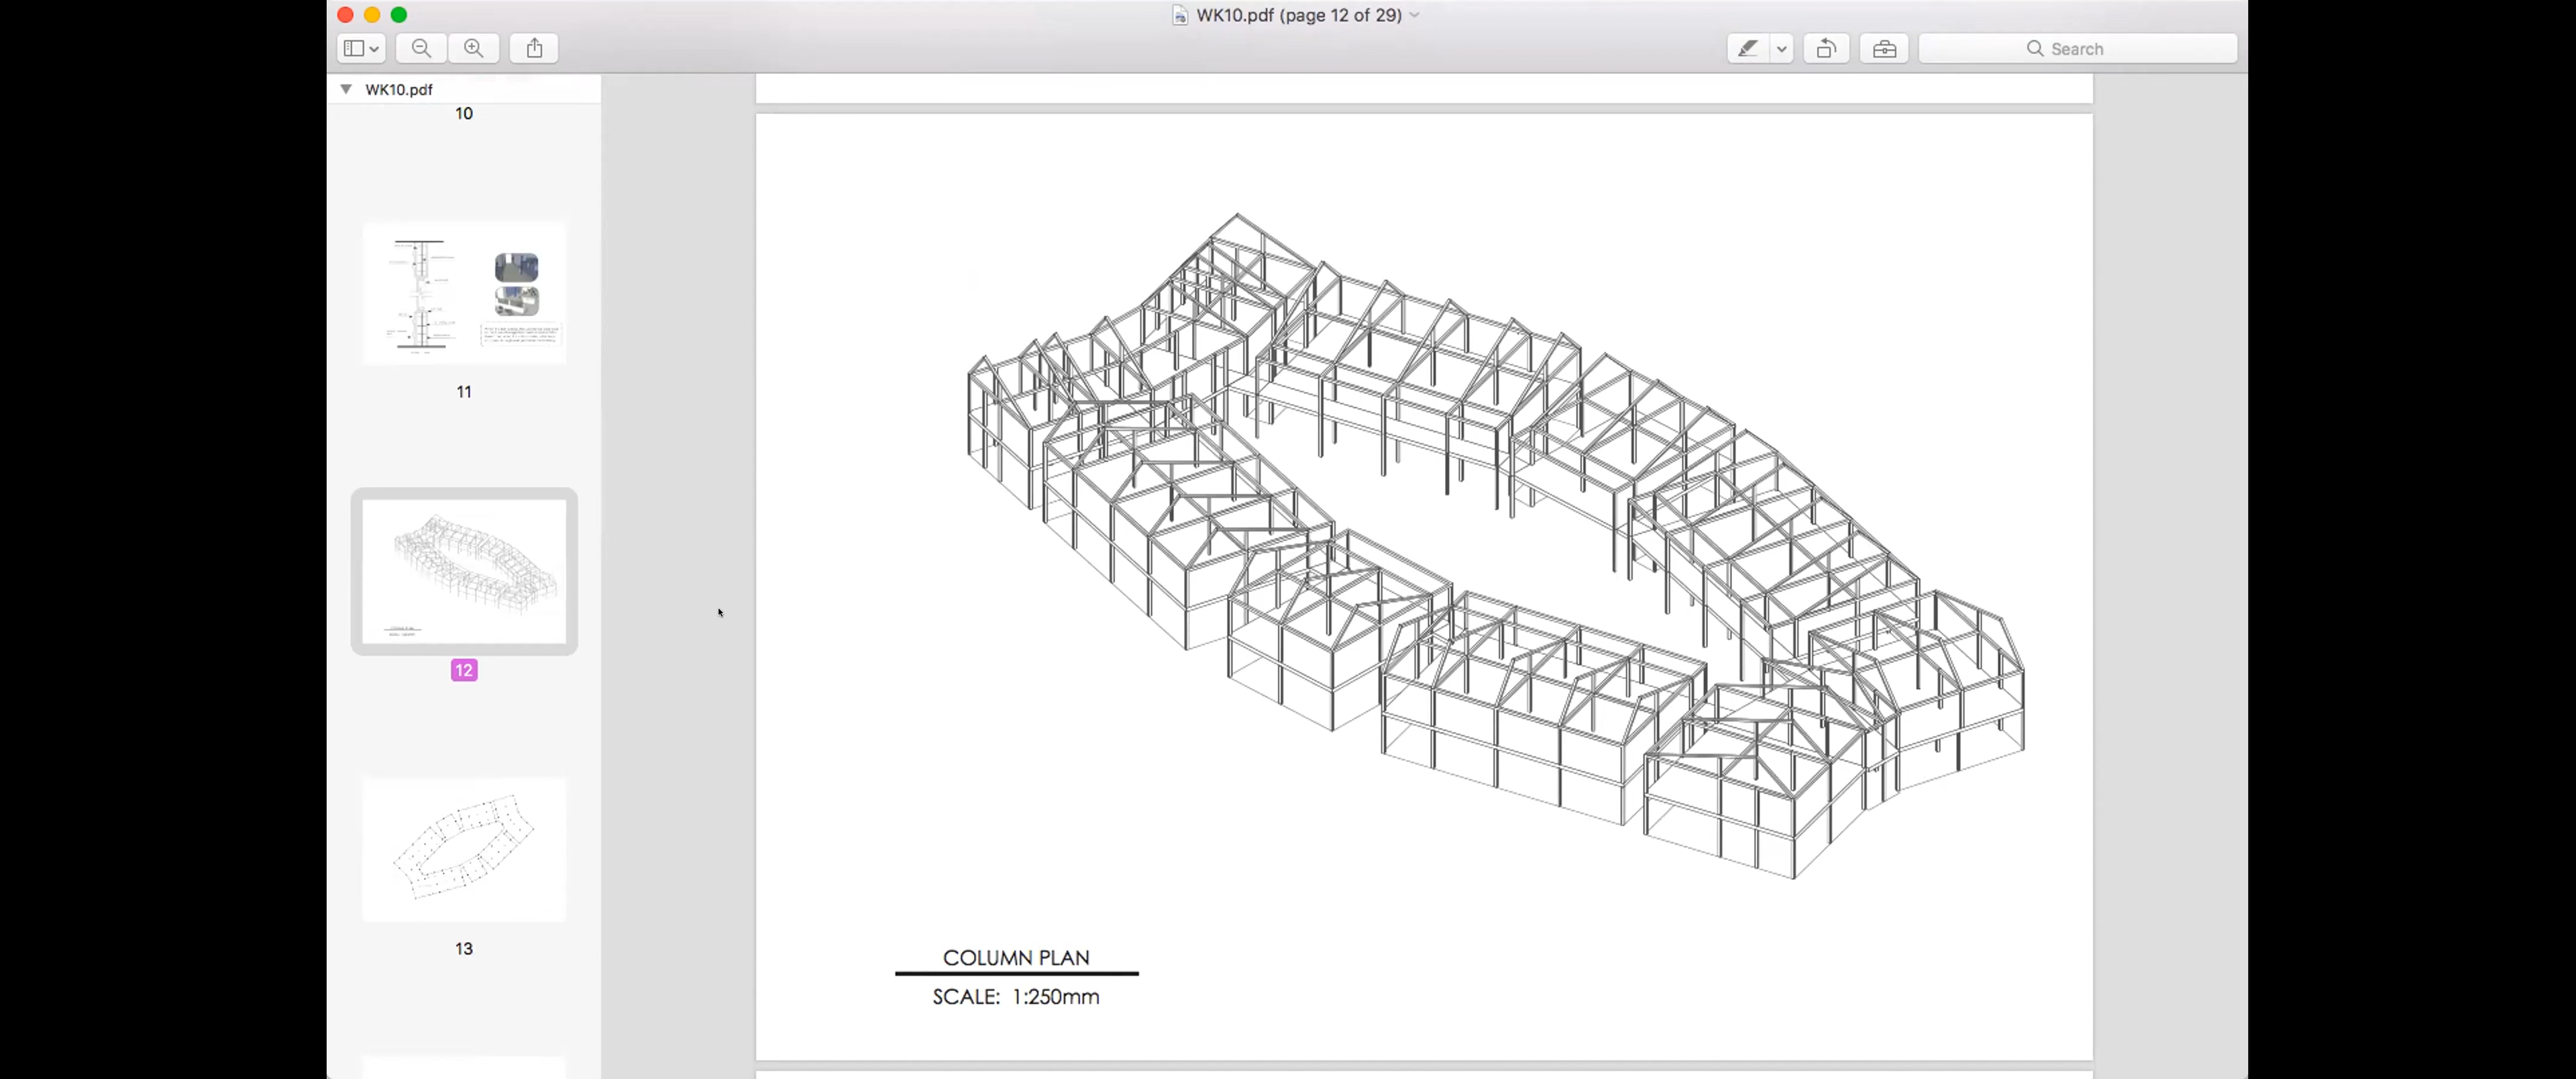 WK10.pdf (page 12 of 29)
Search
WK10.pdf
10
11
12
13
COLUMN PLAN
SCALE: 1:250mm